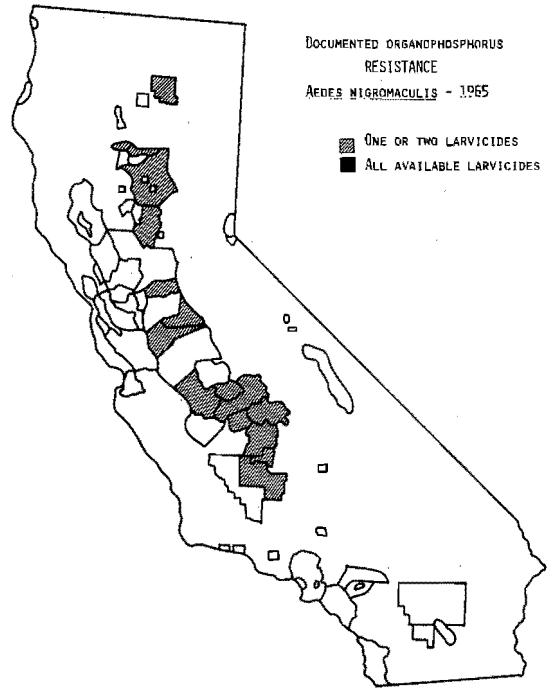 DOCUMENTED ORGANOPHOSPHORUS
RESISTANCE
AEDES NIGROMACULIS - 1965
ONE OR TWO LARVICIDES
ALL AVAILABLE LARVICIDES